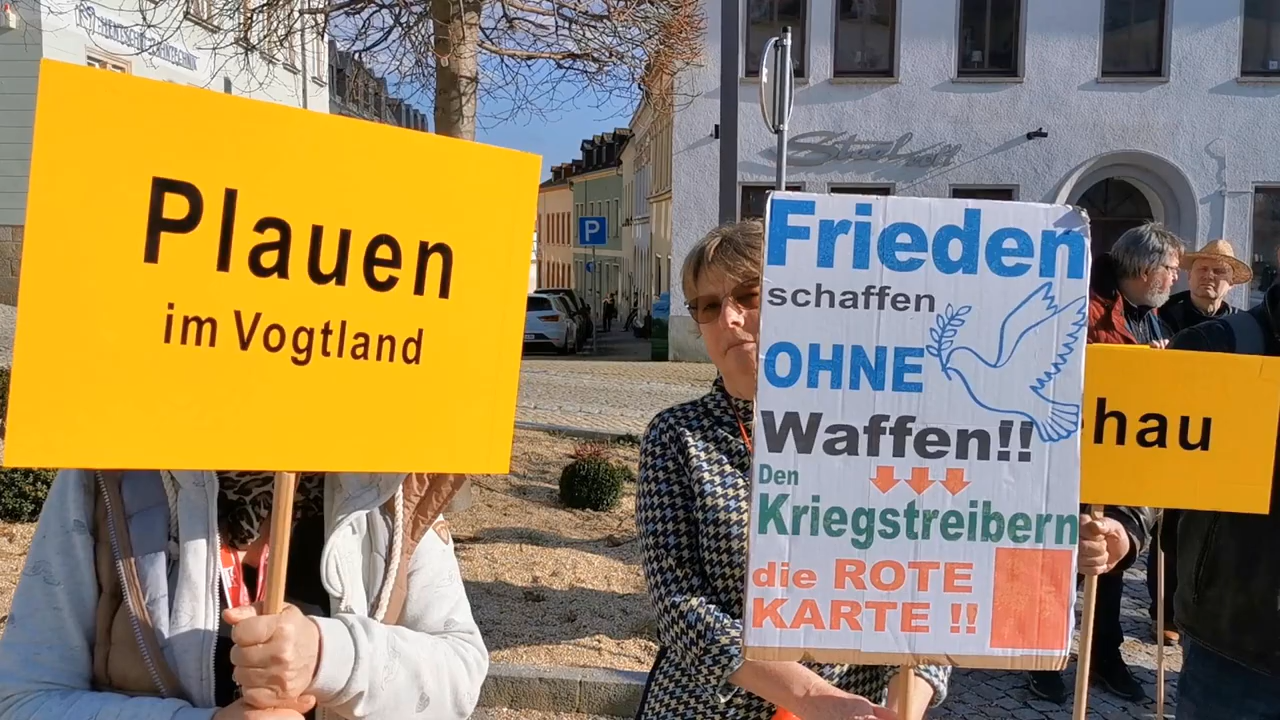 Plauen
im Vogtland
P
Frieden
schaffen
OHNE
Waffen!!
Den
Kriegstreibern
die ROTE
KARTE !!
hau